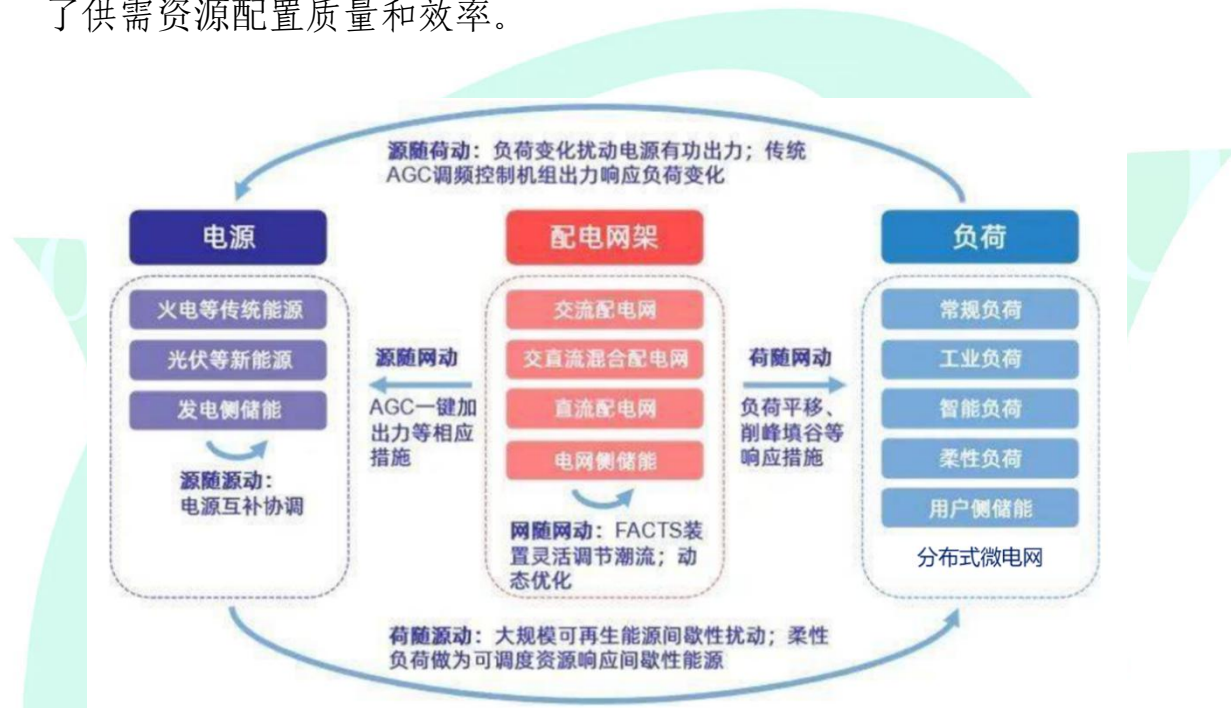 了供需资源配置质量和效率。
源随荷动：负荷变化扰动电源有功出力；传统
AGC调频控制机组出力响应负荷变化
电源
火电等传统能源
光伏等新能源
发电侧储能
源随源动：
电源互补协调
源随网动
AGC一键加
出力等相应
措施
配电网架
交流配电网
交直流混合配电网
直流配电网
电网侧储能
网随网动：FACTS装
置灵活调节潮流；动
态优化
荷随网动
负荷平移、
削峰填谷等
响应措施
负荷
常规负荷
工业负荷
智能负荷
柔性负荷
用户侧储能
分布式微电网
荷随源动：大规模可再生能源间歇性扰动；柔性
负荷做为可调度资源响应间歇性能源